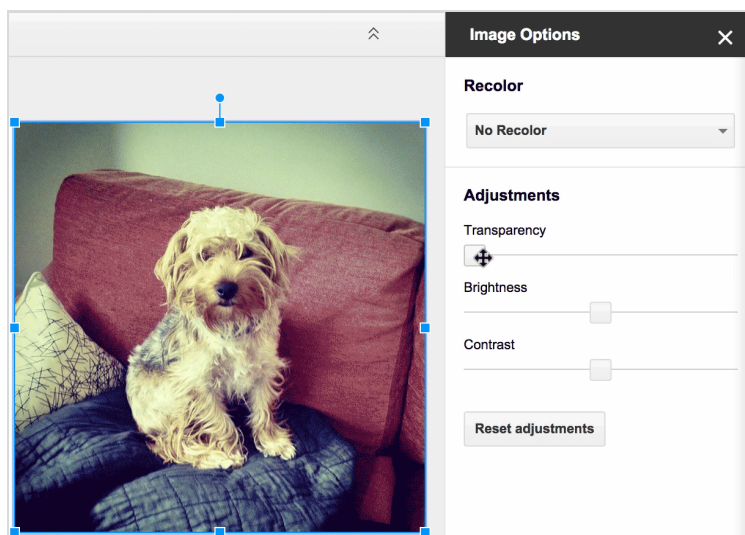 Image Options
Recolor
No Recolor
Adjustments
Transparency
Brightness
Contrast
Reset adjustments